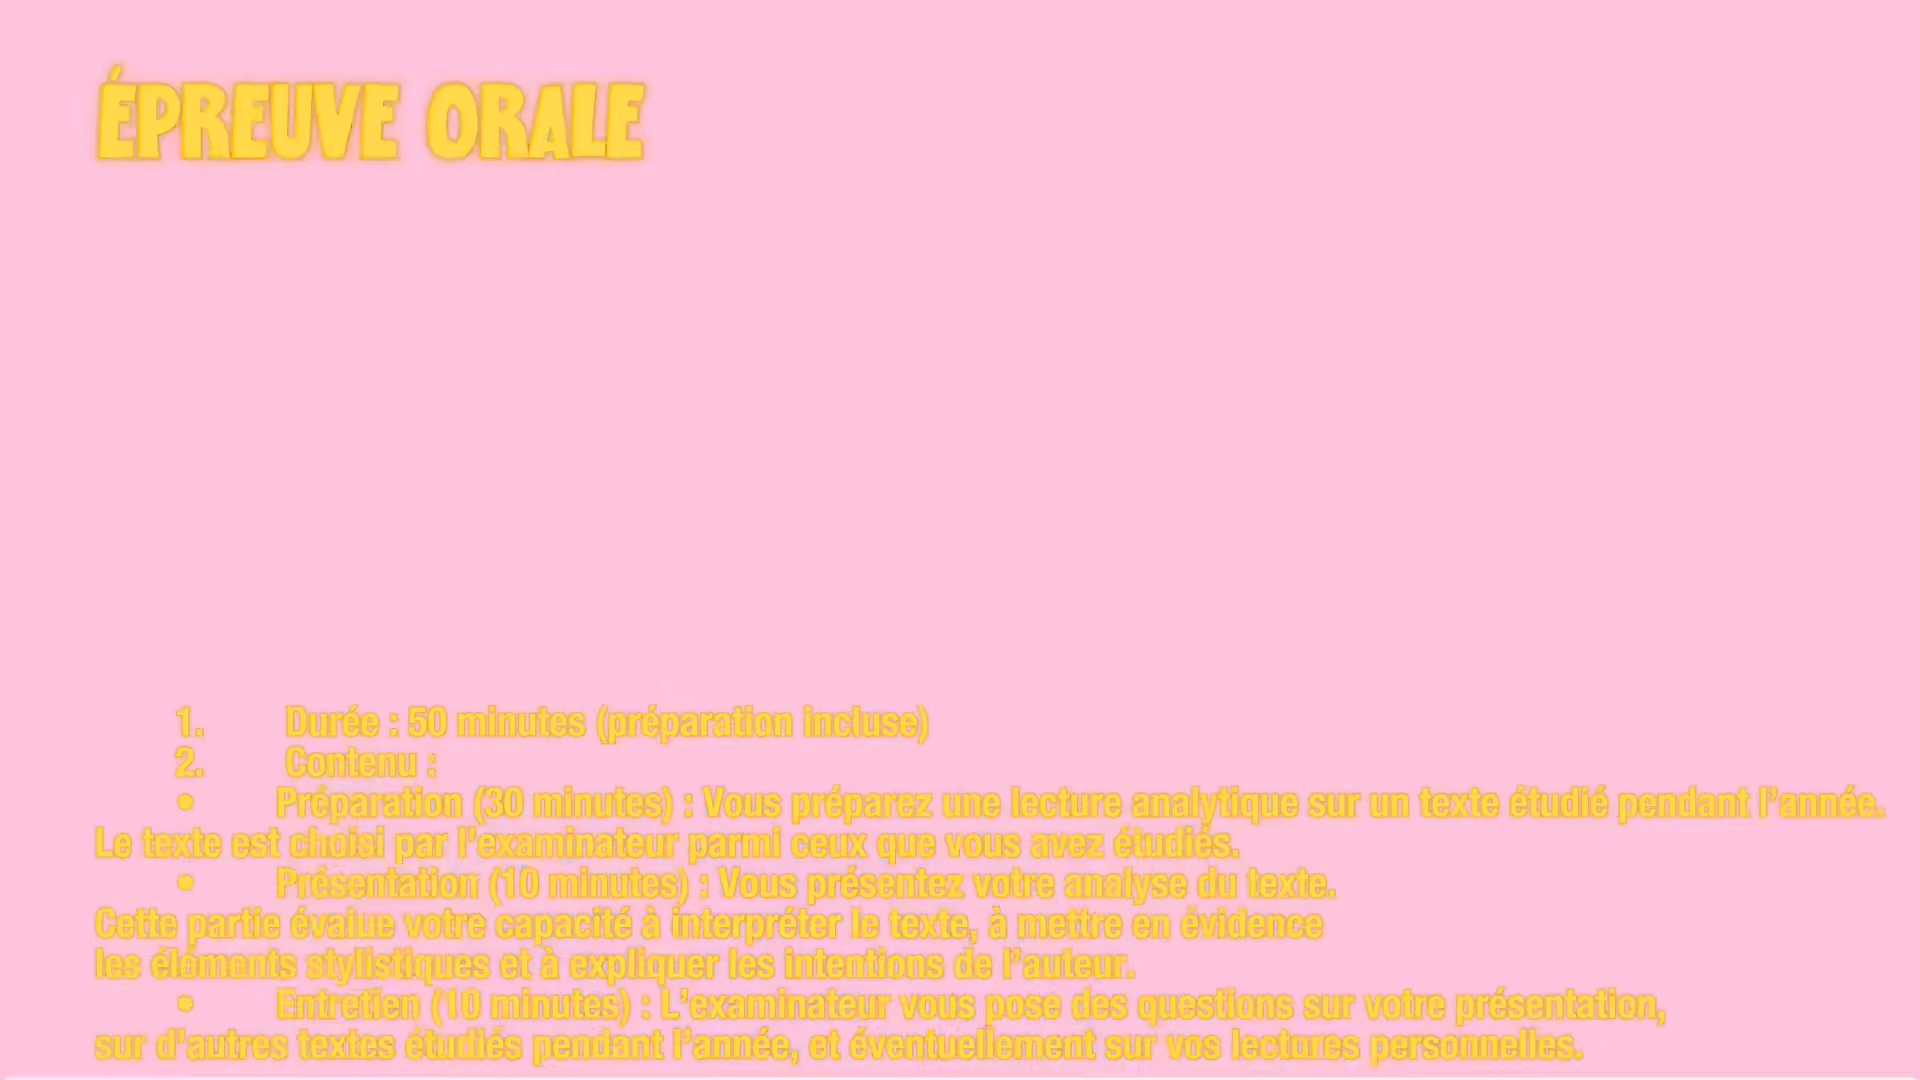 ÉPREUVE ORALE
1. Durée : 50 minutes (préparation incluse)
2. Contenu :
• Préparation (30 minutes) : Vous préparez une lecture analytique sur un texte étudié pendant l’année.
Le texte est choisi par l’examinateur parmi ceux que vous avez étudiés.
• Présentation (10 minutes) : Vous présentez votre analyse du texte.
Cette partie évalue votre capacité à interpréter le texte, à mettre en évidence
les éléments stylistiques et à expliquer les intentions de l’auteur.
• Entretien (10 minutes) : L’examinateur vous pose des questions sur votre présentation,
sur d’autres textes étudiés pendant l’année, et éventuellement sur vos lectures personnelles.